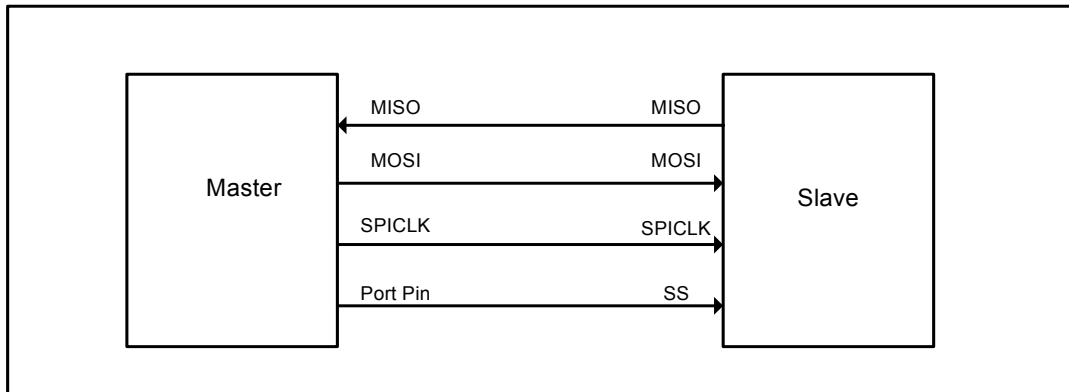 MISO MISO
MOSI MOSI
Master
Slave
SPICLK SPICLK
Port Pin SS